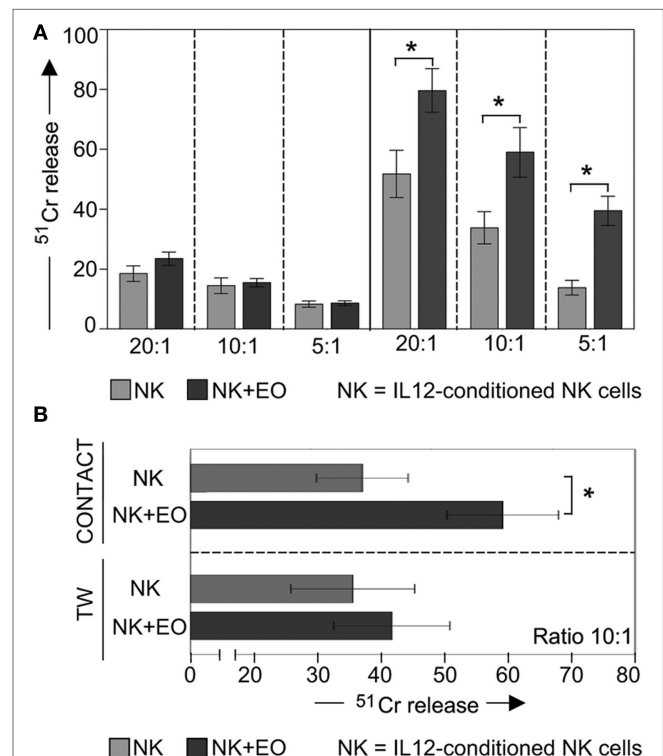 A
100
80
60
40
20
0
51Cr release
*
*
*
20:1 10:1 5:1 20:1 10:1 5:1
NK NK+EO NK = IL12-conditioned NK cells
B
CONTACT
NK
NK+EO
*
TW
NK
NK+EO
Ratio 10:1
0 20 30 40 50 60 70 80
51Cr release
NK NK+EO NK = IL12-conditioned NK cells